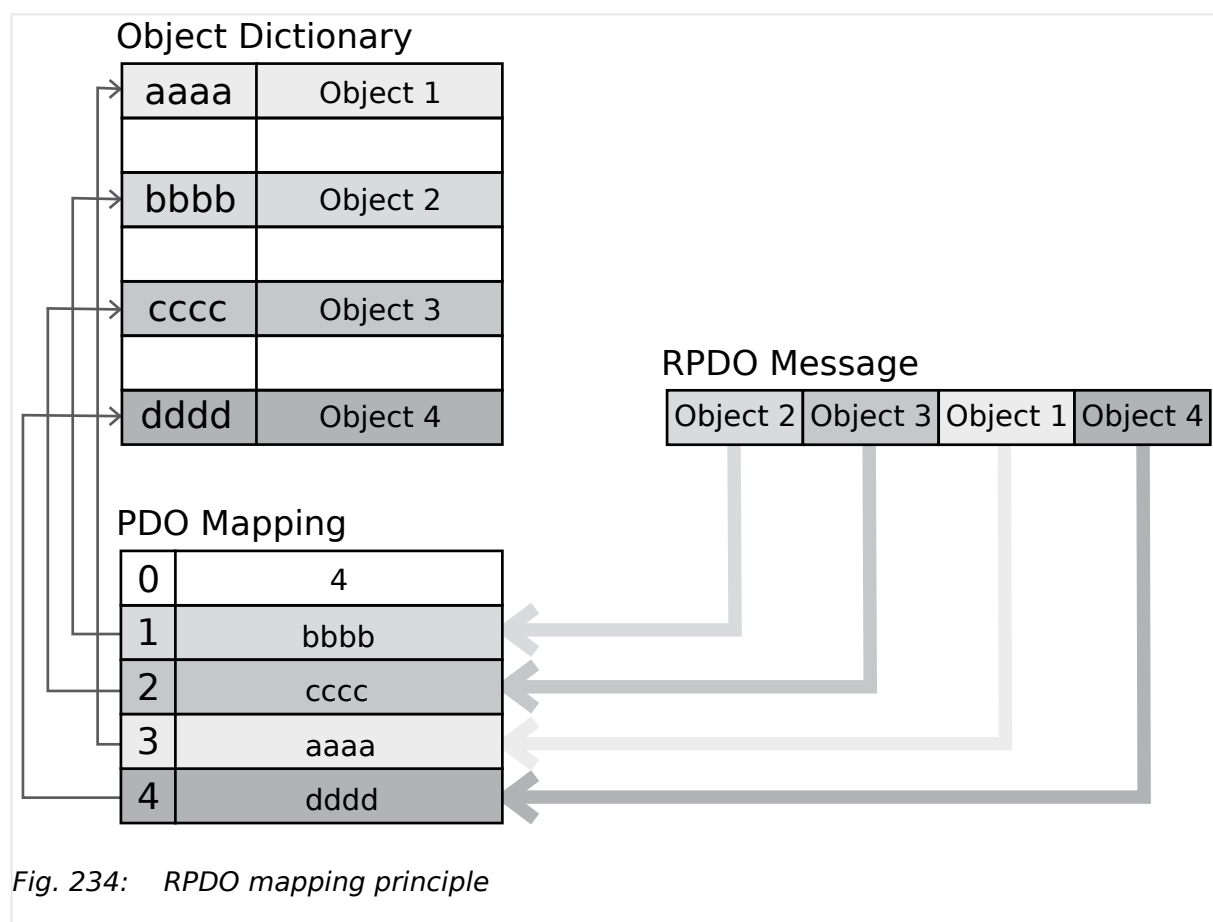 Object Dictionary
aaaa Object 1
bbbb Object 2
cccc Object 3
dddd Object 4
RPDO Message
Object 2 Object 3 Object 1 Object 4
PDO Mapping
0 4
1 bbbb
2 cccc
3 aaaa
4 dddd
Fig. 234: RPDO mapping principle